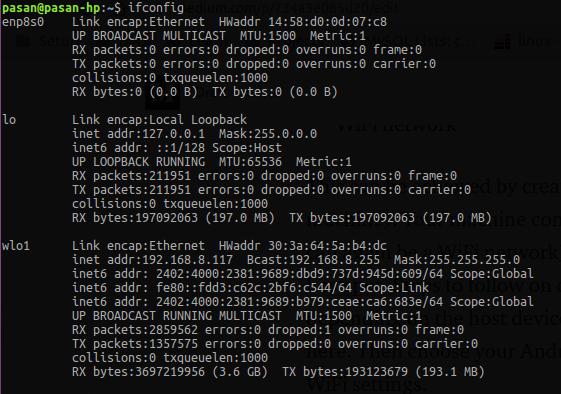 pasan@pasan-hp:~$ ifconfig
enp8s0    Link encap:Ethernet  HWaddr 14:58:d0:0d:07:c8
          UP BROADCAST MULTICAST  MTU:1500  Metric:1
          RX packets:0 errors:0 dropped:0 overruns:0 frame:0
          TX packets:0 errors:0 dropped:0 overruns:0 carrier:0
          collisions:0 txqueuelen:1000
          RX bytes:0 (0.0 B)  TX bytes:0 (0.0 B)
lo        Link encap:Local Loopback
          inet addr:127.0.0.1  Mask:255.0.0.0
          inet6 addr: ::1/128 Scope:Host
          UP LOOPBACK RUNNING  MTU:65536  Metric:1
          RX packets:211951 errors:0 dropped:0 overruns:0 frame:0
          TX packets:211951 errors:0 dropped:0 overruns:0 carrier:0
          collisions:0 txqueuelen:1000
          RX bytes:197092063 (197.0 MB)  TX bytes:197092063 (197.0 MB)
wlo1      Link encap:Ethernet  HWaddr 30:3a:64:5a:b4:dc
          inet addr:192.168.8.117  Bcast:192.168.8.255  Mask:255.255.255.0
          inet6 addr: 2402:4000:2381:9689:dbd9:737d:945d:609/64 Scope:Global
          inet6 addr: fe80::fdd3:c62c:2bf6:c544/64 Scope:Link
          inet6 addr: 2402:4000:2381:9689:b979:ceae:ca6:683e/64 Scope:Global
          UP BROADCAST RUNNING MULTICAST  MTU:1500  Metric:1
          RX packets:2859562 errors:0 dropped:1 overruns:0 frame:0
          TX packets:1357575 errors:0 dropped:0 overruns:0 carrier:0
          collisions:0 txqueuelen:1000
          RX bytes:3697219956 (3.6 GB)  TX bytes:193123679 (193.1 MB)
WiFi network
WiFi settings.